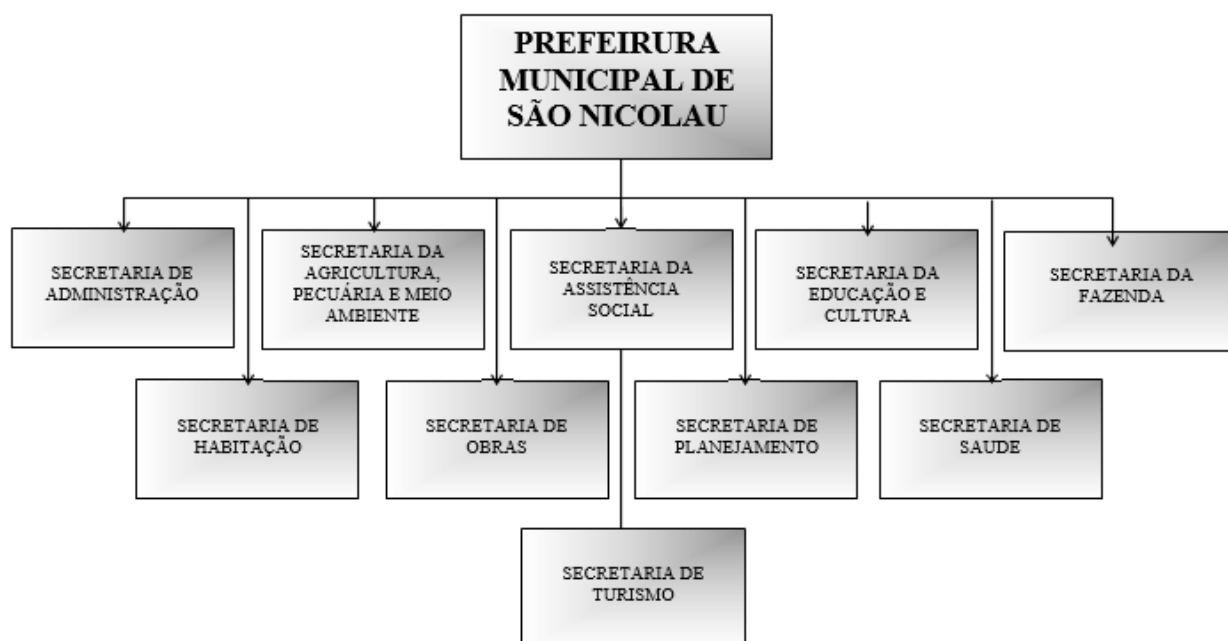 PREFEIRURA
MUNICIPAL DE
SÃO NICOLAU
SECRETARIA DE
ADMINISTRAÇÃO
SECRETARIA DA
AGRICULTURA,
PECUÁRIA E MEIO
AMBIENTE
SECRETARIA DA
ASSISTÊNCIA
SOCIAL
SECRETARIA DA
EDUCAÇÃO E
CULTURA
SECRETARIA DA
FAZENDA
SECRETARIA DE
HABITAÇÃO
SECRETARIA DE
OBRAS
SECRETARIA DE
PLANEJAMENTO
SECRETARIA DE
SAUDE
SECRETARIA DE
TURISMO